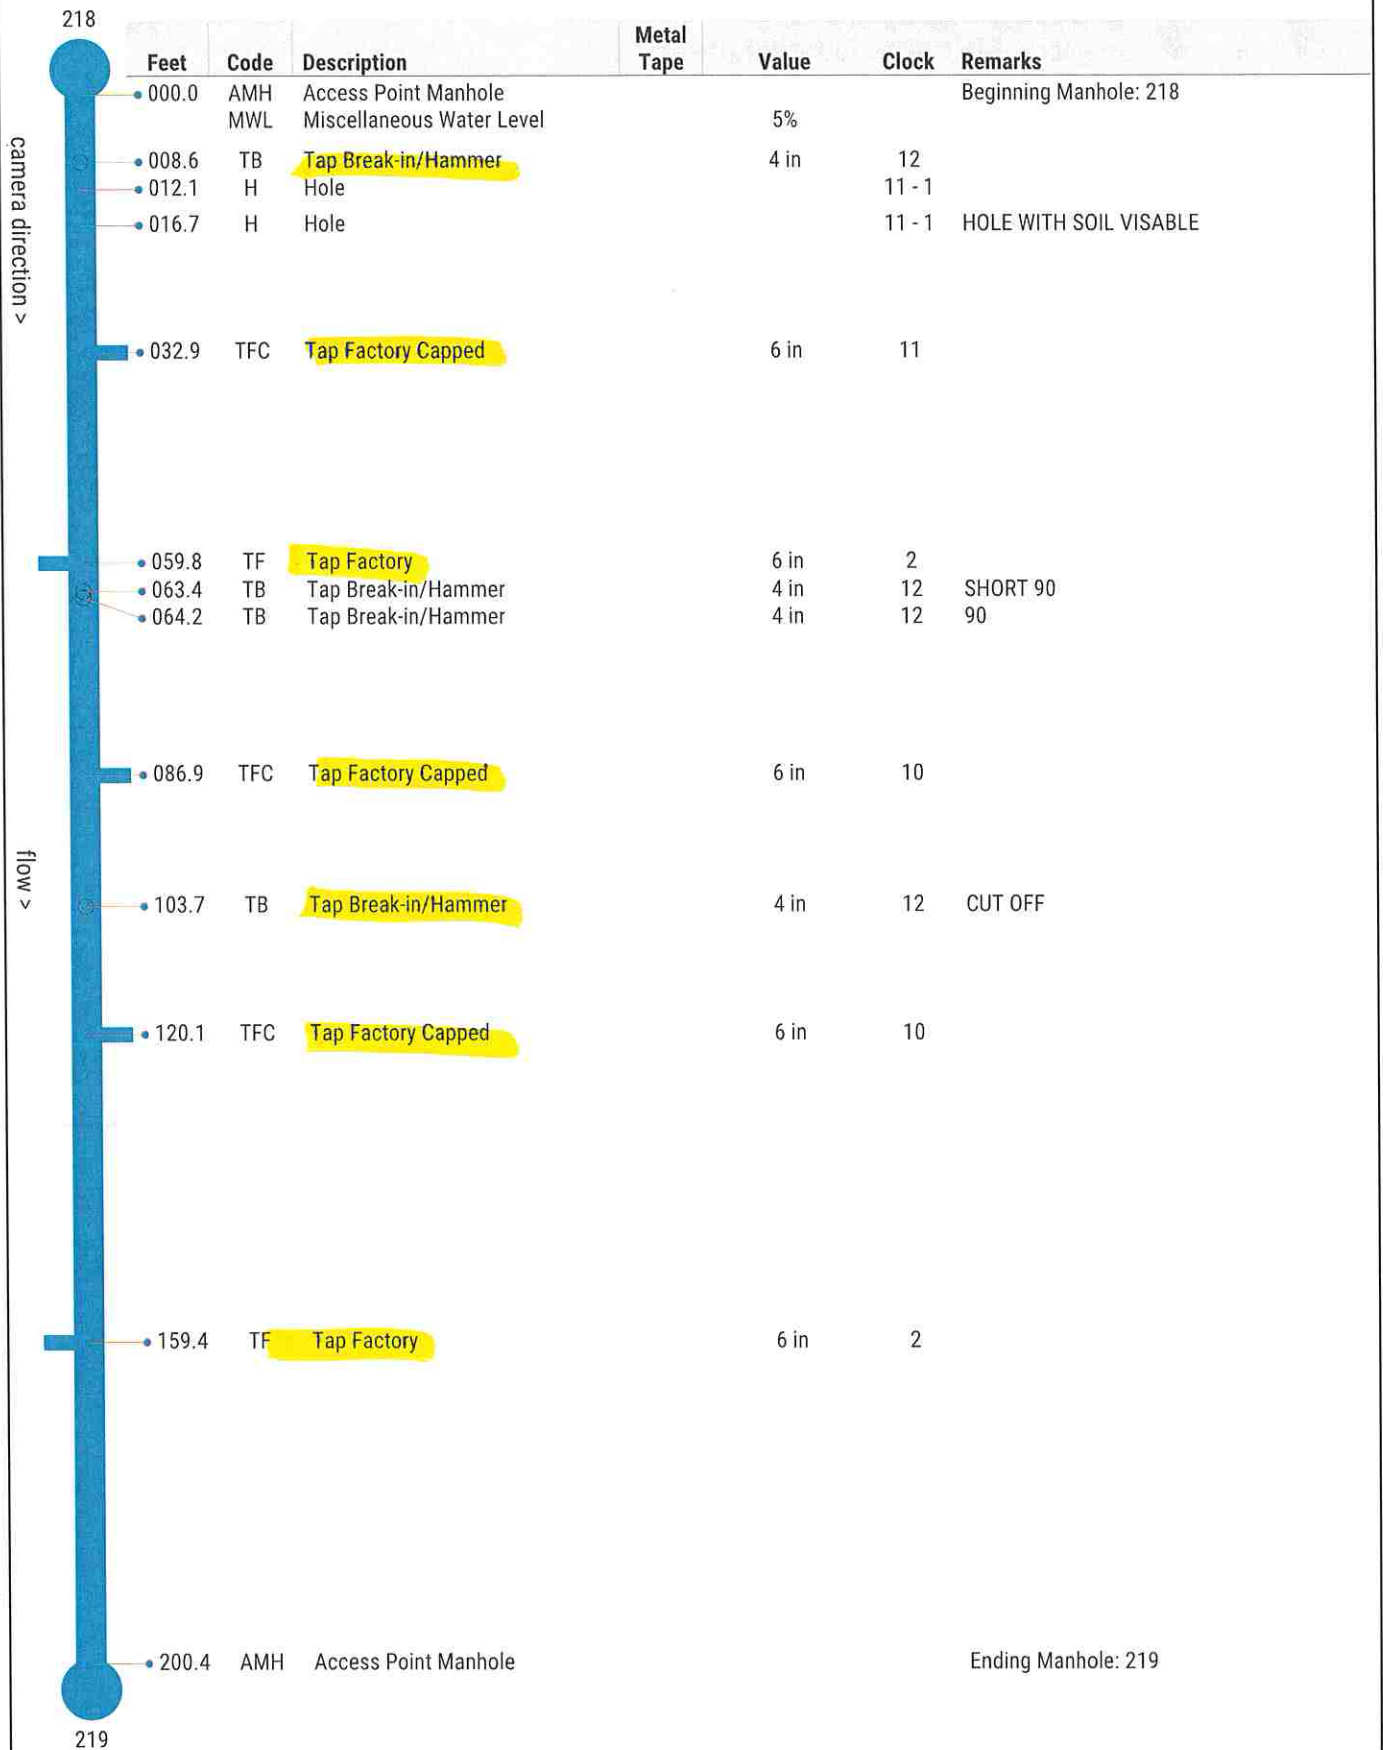 218
Metal
Feet Code Description Tape Value Clock Remarks
000.0 AMH Access Point Manhole Beginning Manhole: 218
MWL Miscellaneous Water Level 5%
008.6 TB Tap Break-in/Hammer 4 in 12
012.1 H Hole 11 - 1
016.7 H Hole 11 - 1 HOLE WITH SOIL VISABLE
camera direction >
032.9 TFC Tap Factory Capped 6 in 11
059.8 TF Tap Factory 6 in 2
063.4 TB Tap Break-in/Hammer 4 in 12 SHORT 90
064.2 TB Tap Break-in/Hammer 4 in 12 90
086.9 TFC Tap Factory Capped 6 in 10
flow >
103.7 TB Tap Break-in/Hammer 4 in 12 CUT OFF
120.1 TFC Tap Factory Capped 6 in 10
159.4 TF Tap Factory 6 in 2
200.4 AMH Access Point Manhole Ending Manhole: 219
219